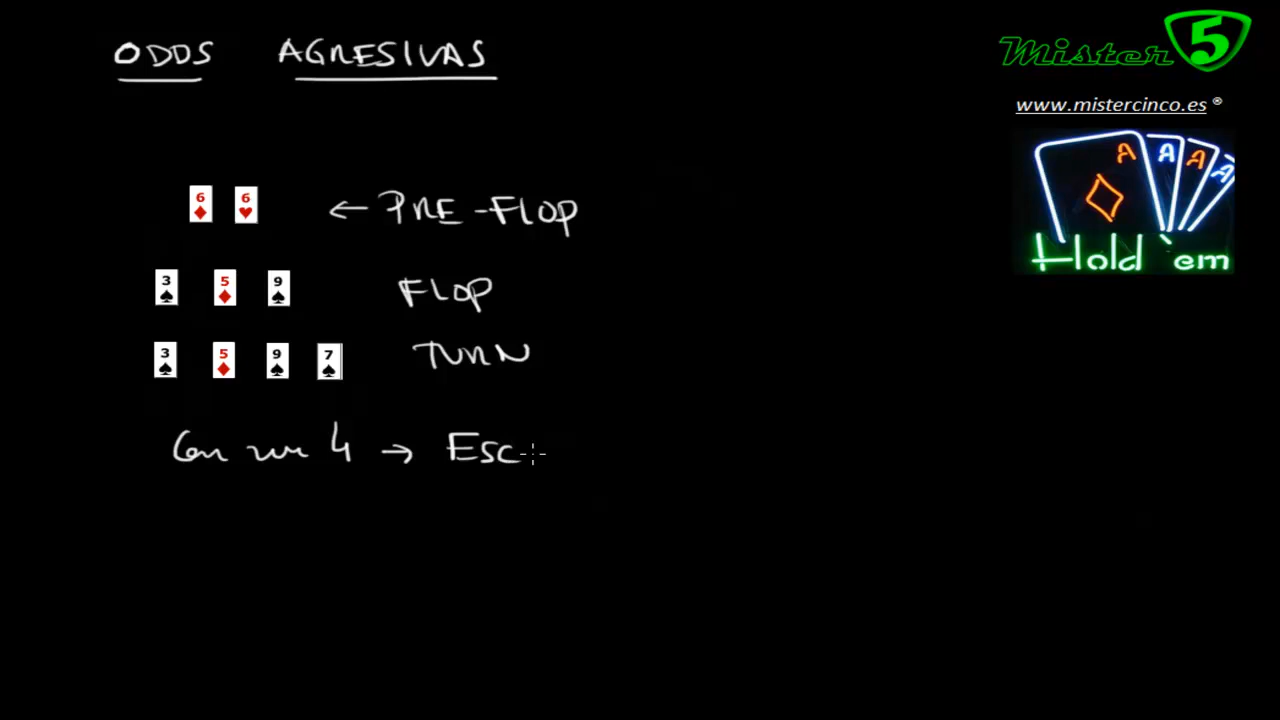 ODDS AGRESIVAS
Mister 5
www.mistercinco.es ®
A A A A
Hold 'em
6 6 ← PRE-FLOP
3 5 9 FLOP
3 5 9 7 TURN
Con un 4 → Esc